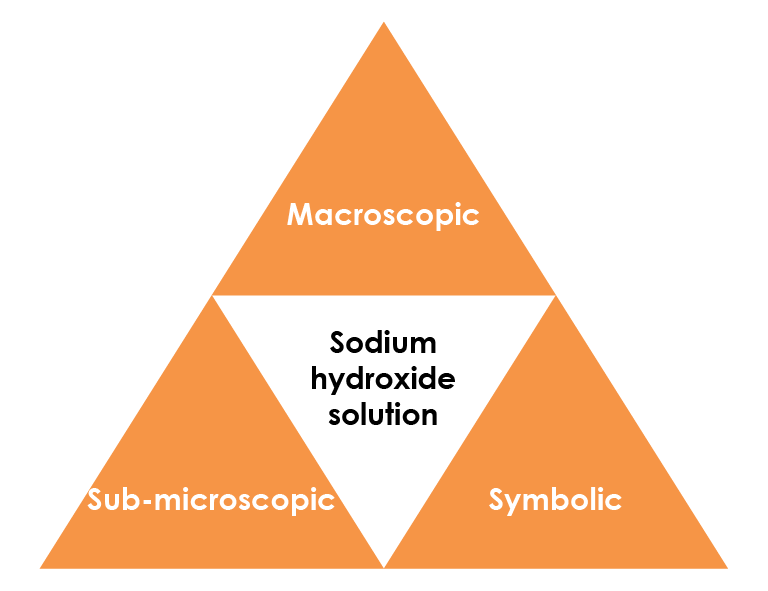 Macroscopic
Sodium
hydroxide
solution
Sub-microscopic
Symbolic